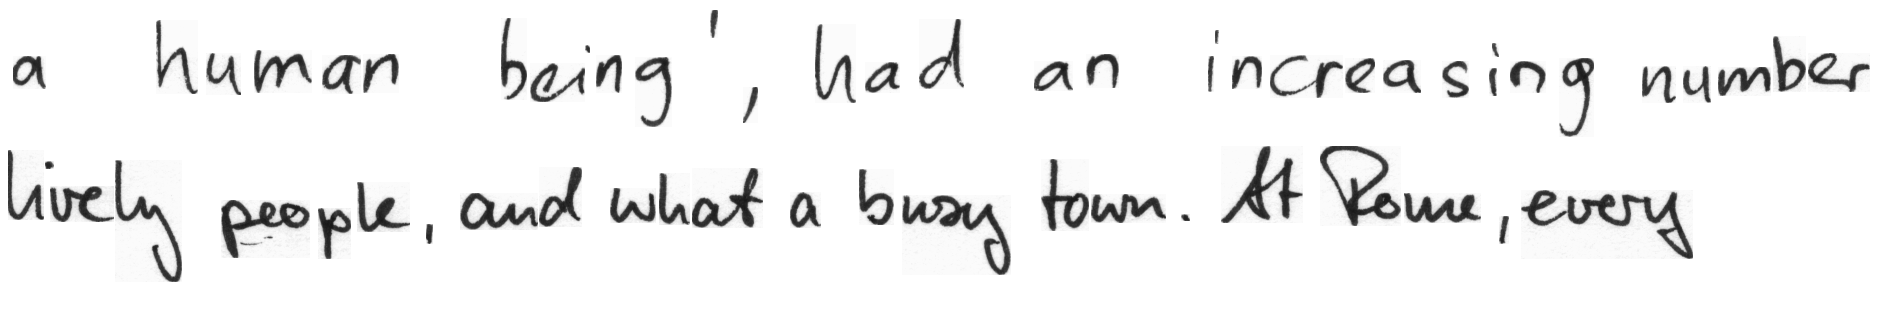 a human being', had an increasing number
lively people, and what a busy town. At Rome, every